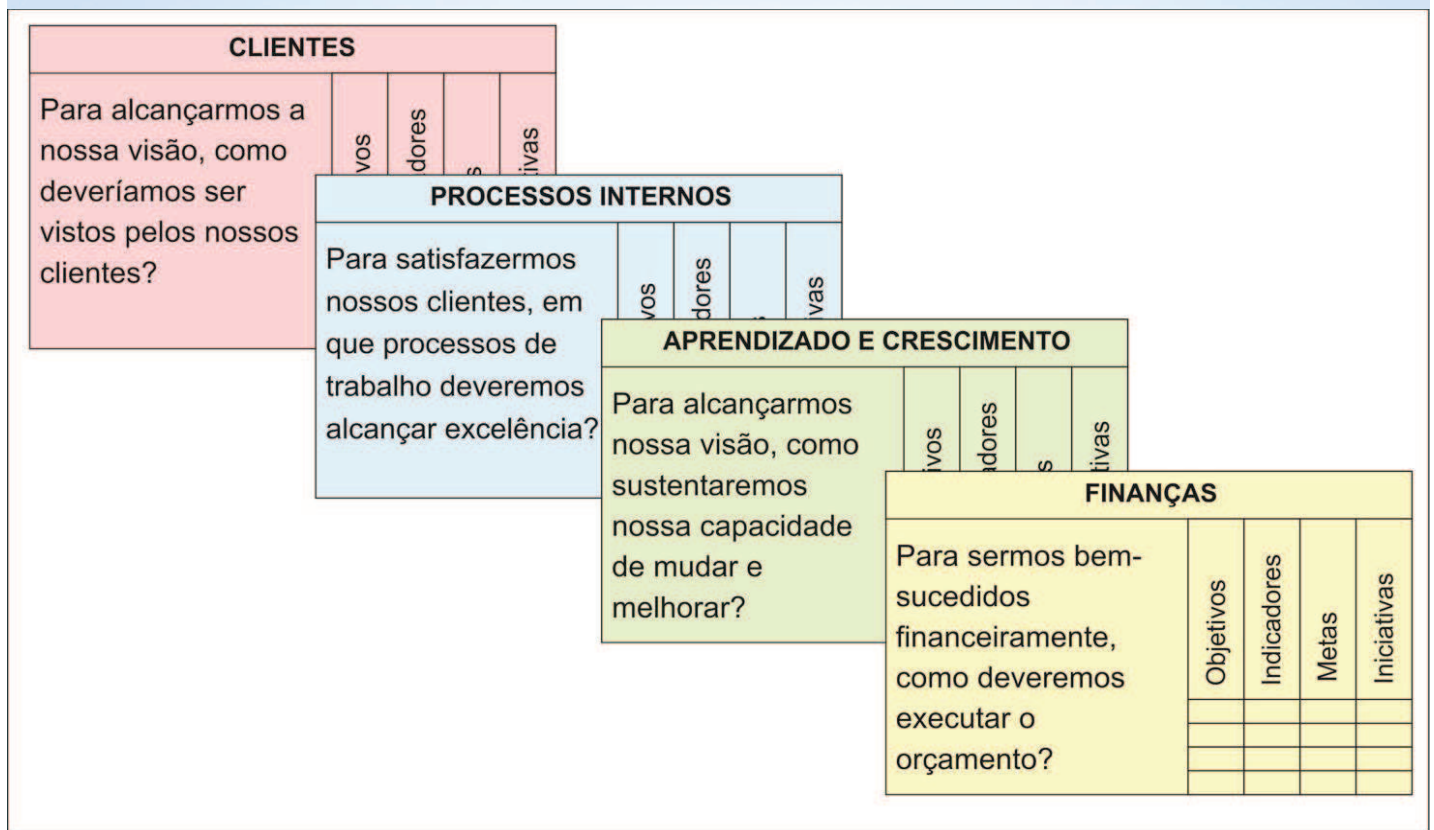 CLIENTES
Para alcançarmos a
nossa visão, como
deveríamos ser
vistos pelos nossos
clientes?
PROCESSOS INTERNOS
Para satisfazermos
nossos clientes, em
que processos de
trabalho deveremos
alcançar excelência?
APRENDIZADO E CRESCIMENTO
Para alcançarmos
nossa visão, como
sustentaremos
nossa capacidade
de mudar e
melhorar?
FINANÇAS
Para sermos bem-
sucedidos
financeiramente,
como deveremos
executar o
orçamento?
Objetivos
Indicadores
Metas
Iniciativas